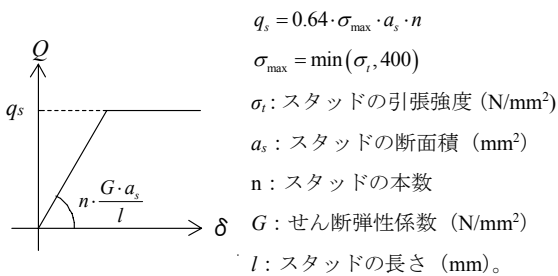 Q
qs
n·G·as/l
δ
qs = 0.64·σmax·as·n
σmax = min(σt, 400)
σt: スタッドの引張強度 (N/mm²)
as : スタッドの断面積 (mm²)
n : スタッドの本数
G : せん断弾性係数 (N/mm²)
l : スタッドの長さ (mm)。